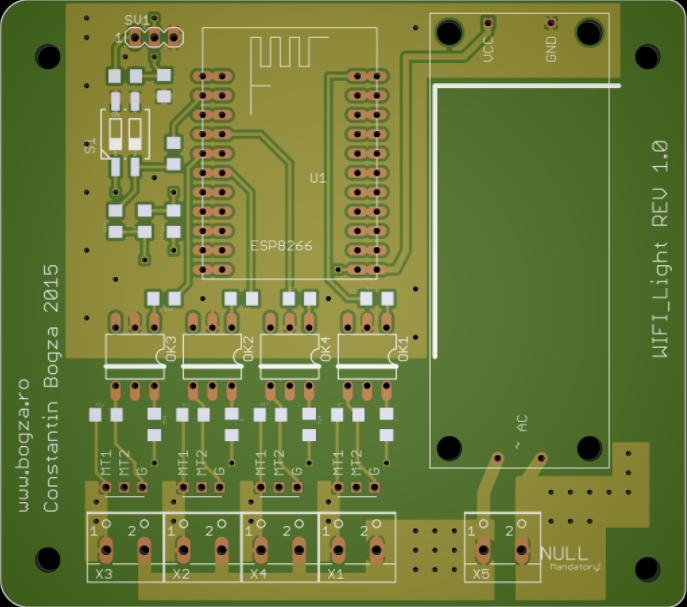 SV1
1
VCC
GND
S1
U1
ESP8266
WIFI_Light REV 1.0
OK3
OK2
OK4
OK1
www.bogza.ro
Constantin Bogza 2015
~ AC
MT1 MT2 G
MT1 MT2 G
MT1 MT2 G
MT1 MT2 G
1 2
1 2
1 2
1 2
1 2
X3
X2
X4
X1
X5
NULL
Mandatory!